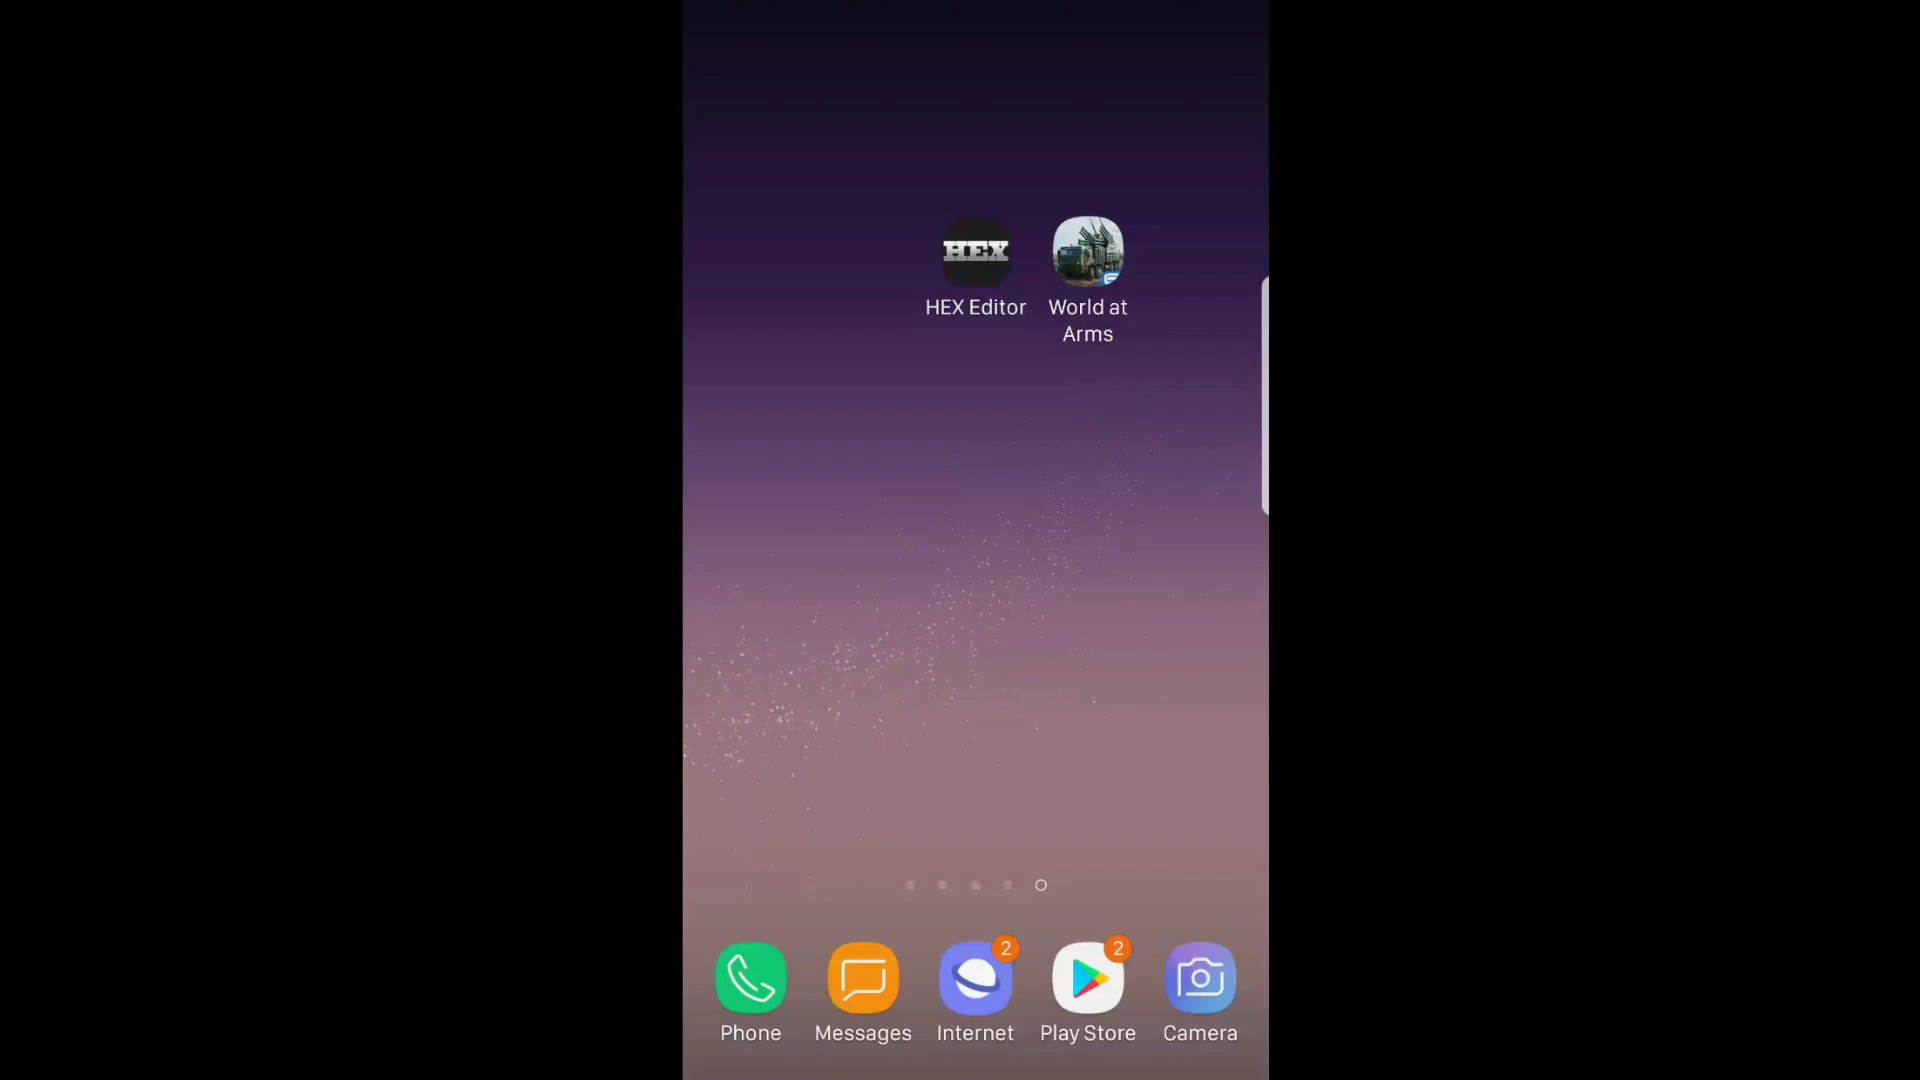 HEX
HEX Editor
World at
Arms
2
2
Phone
Messages
Internet
Play Store
Camera